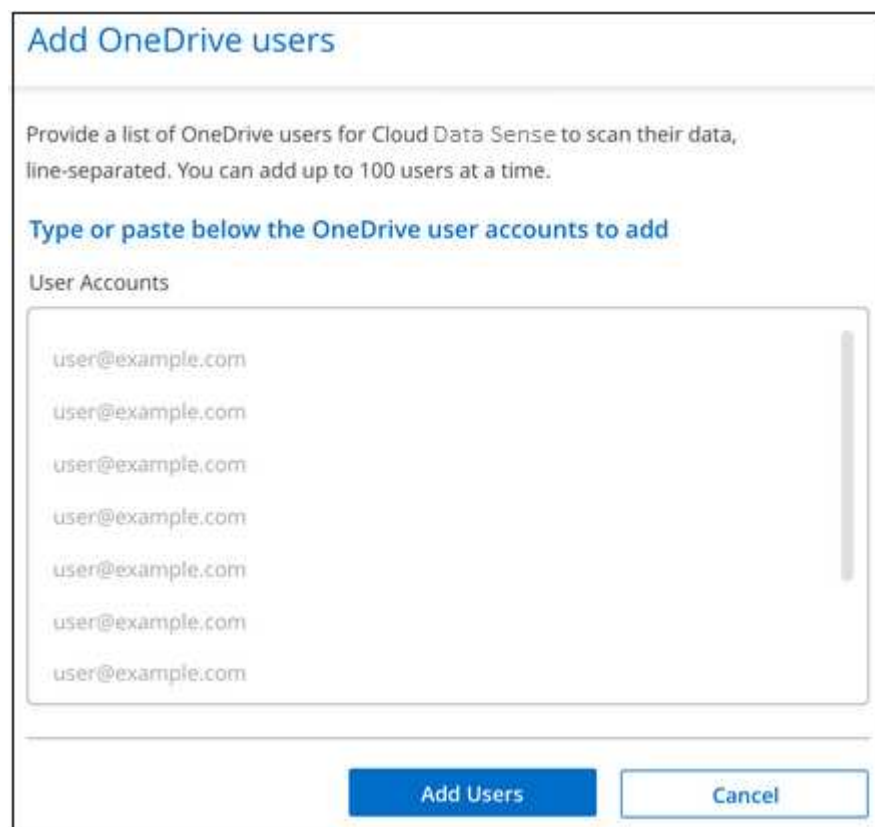 Add OneDrive users
Provide a list of OneDrive users for Cloud Data Sense to scan their data,
line-separated. You can add up to 100 users at a time.
Type or paste below the OneDrive user accounts to add
User Accounts
user@example.com
user@example.com
user@example.com
user@example.com
user@example.com
user@example.com
user@example.com
Add Users
Cancel